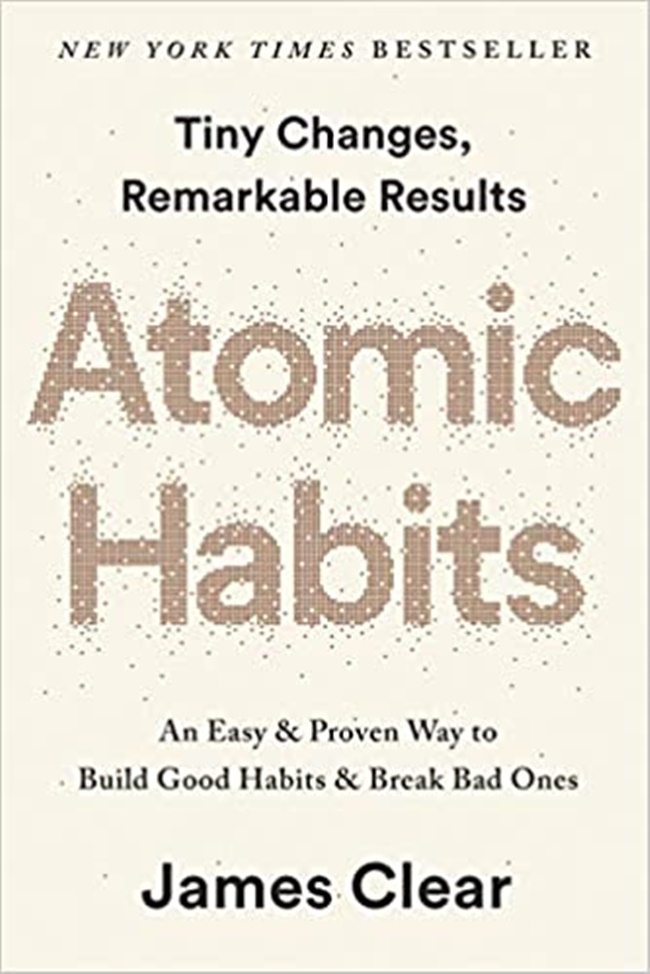 NEW YORK TIMES BESTSELLER
Tiny Changes,
Remarkable Results
Atomic
Habits
An Easy & Proven Way to
Build Good Habits & Break Bad Ones
James Clear